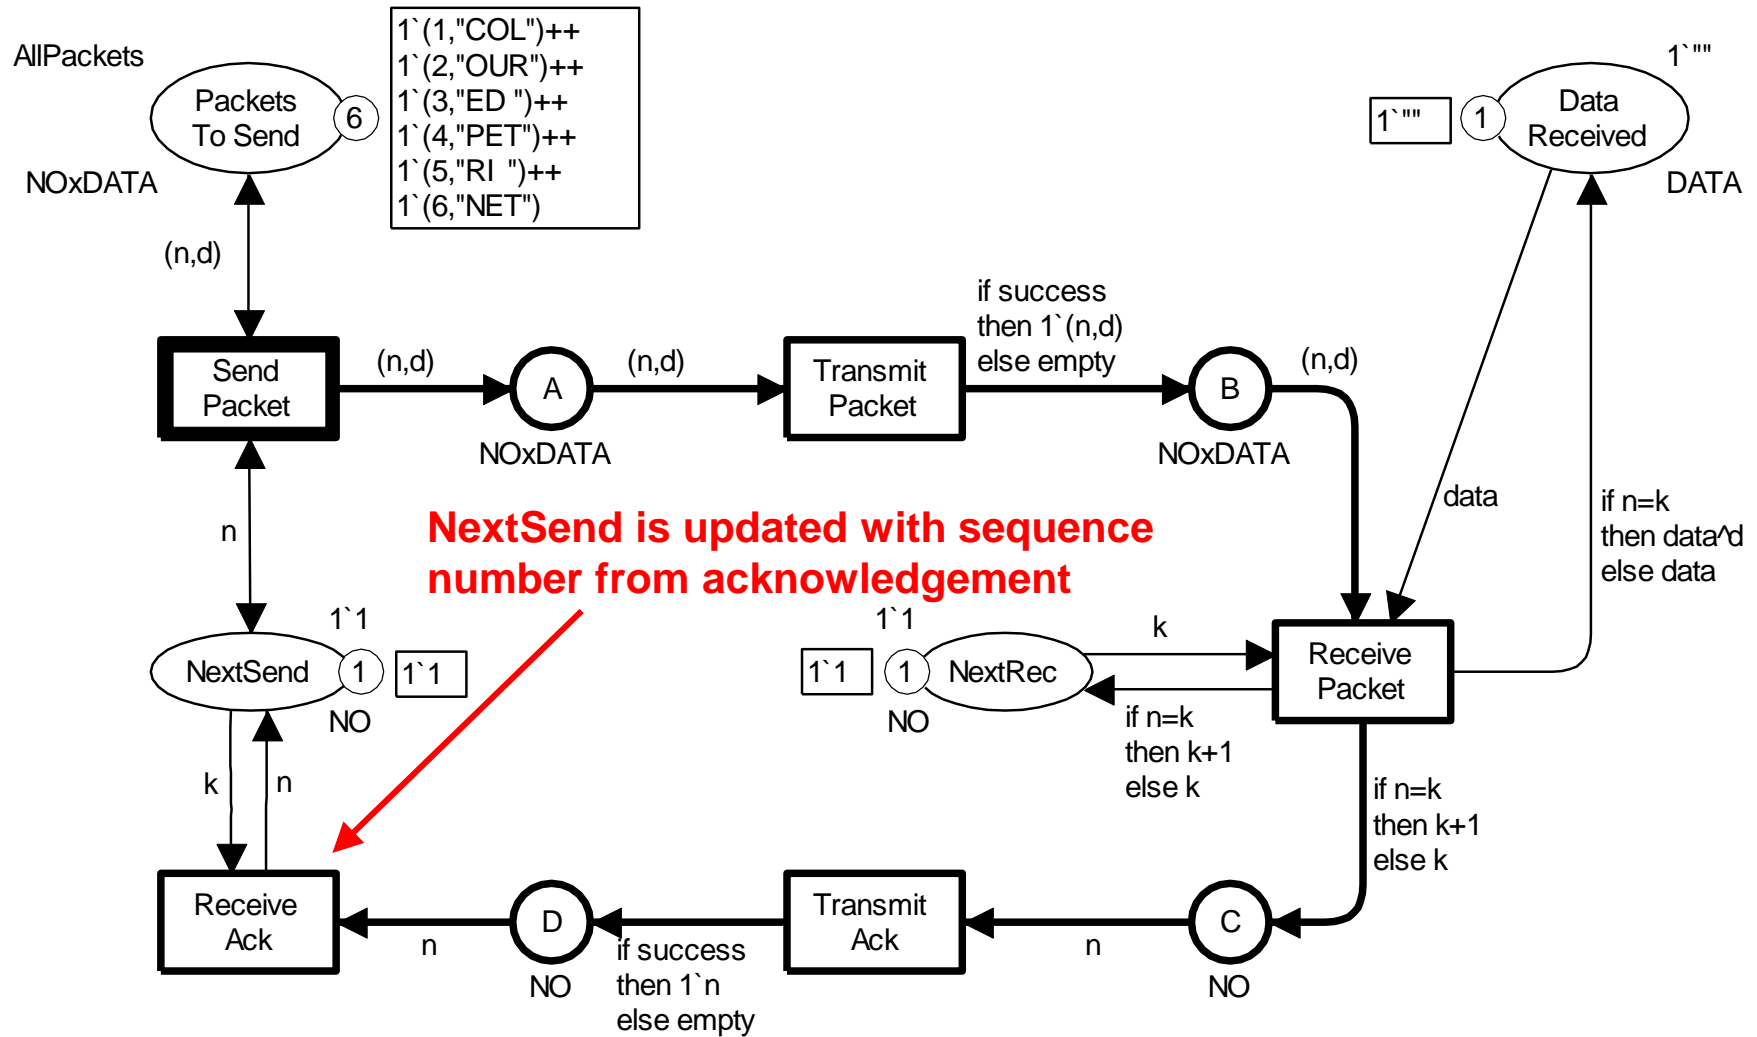 AllPackets
Packets
To Send
6
NOxDATA
1`(1,"COL")++
1`(2,"OUR")++
1`(3,"ED ")++
1`(4,"PET")++
1`(5,"RI ")++
1`(6,"NET")
1`""
1`""
1
Data
Received
DATA
(n,d)
Send
Packet
(n,d)
A
NOxDATA
(n,d)
Transmit
Packet
if success
then 1`(n,d)
else empty
B
NOxDATA
(n,d)
data
if n=k
then data^d
else data
n
NextSend is updated with sequence
number from acknowledgement
1`1
NextSend
1
1`1
NO
1`1
1`1
1
NextRec
NO
k
if n=k
then k+1
else k
Receive
Packet
if n=k
then k+1
else k
k
n
Receive
Ack
n
D
NO
if success
then 1`n
else empty
Transmit
Ack
n
C
NO